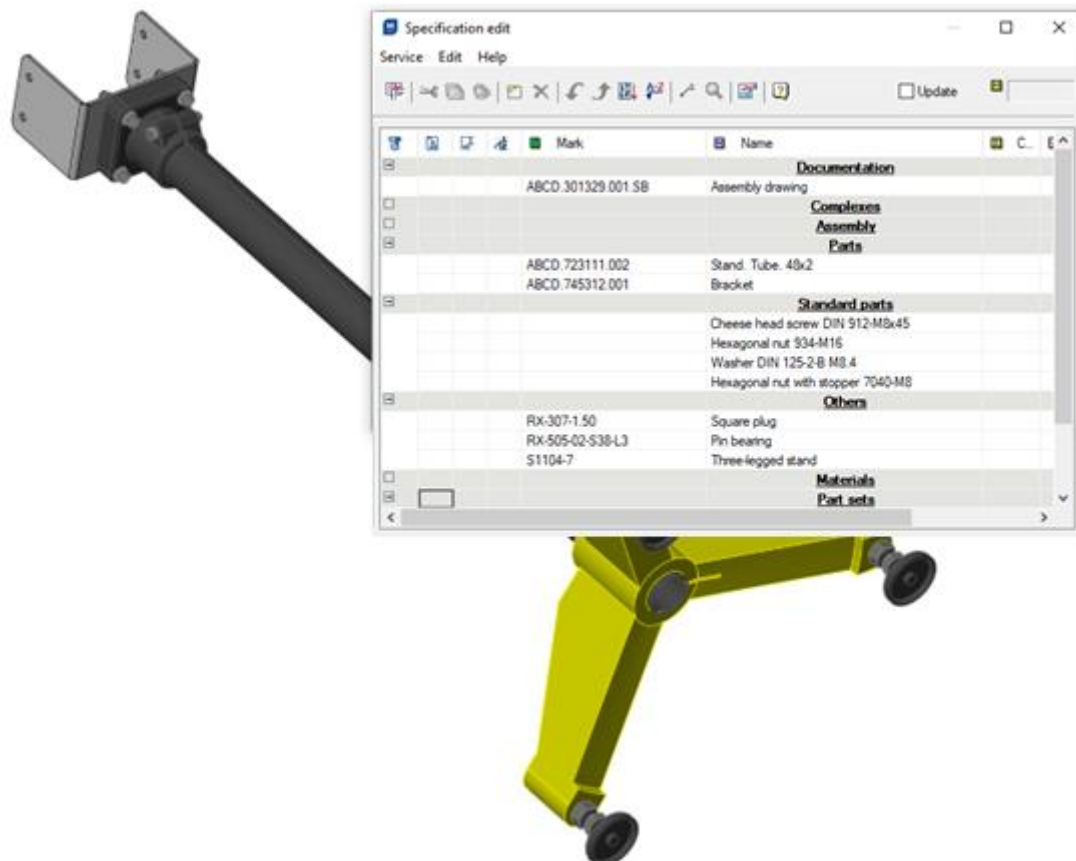 Specification edit
Service Edit Help
Update
Mark Name C...
Documentation
ABCD.301329.001.SB Assembly drawing
Complexes
Assembly
Parts
ABCD.723111.002 Stand. Tube. 48x2
ABCD.745312.001 Bracket
Standard parts
Cheese head screw DIN 912-M8x45
Hexagonal nut 934-M16
Washer DIN 125-2-B M8.4
Hexagonal nut with stopper 7040-M8
Others
RX-307-1.50 Square plug
RX-505-02-S38-L3 Pin bearing
S1104-7 Three-legged stand
Materials
Part sets